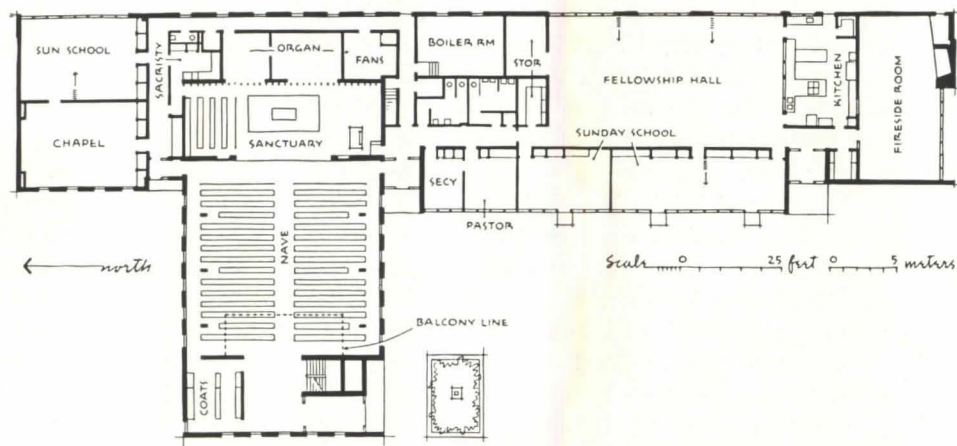 SUN SCHOOL
SACRISTY
ORGAN
FANS
BOILER RM
STOR
FELLOWSHIP HALL
KITCHEN
FIRESIDE ROOM
CHAPEL
SANCTUARY
SUNDAY SCHOOL
SECY
PASTOR
NAVE
north
Scale 0 25 feet 0 5 meters
BALCONY LINE
COATS